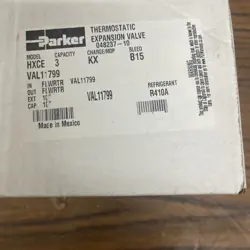 Parker
THERMOSTATIC
EXPANSION VALVE
048237-10
MODEL CAPACITY CHARGE/MOP BLEED
HXCE 3 KX B15
VAL11799
IN FLWRTR VAL11799
OUT FLWRTR REFRIGERANT
EXT VAL11799 R410A
CAP
Made in Mexico